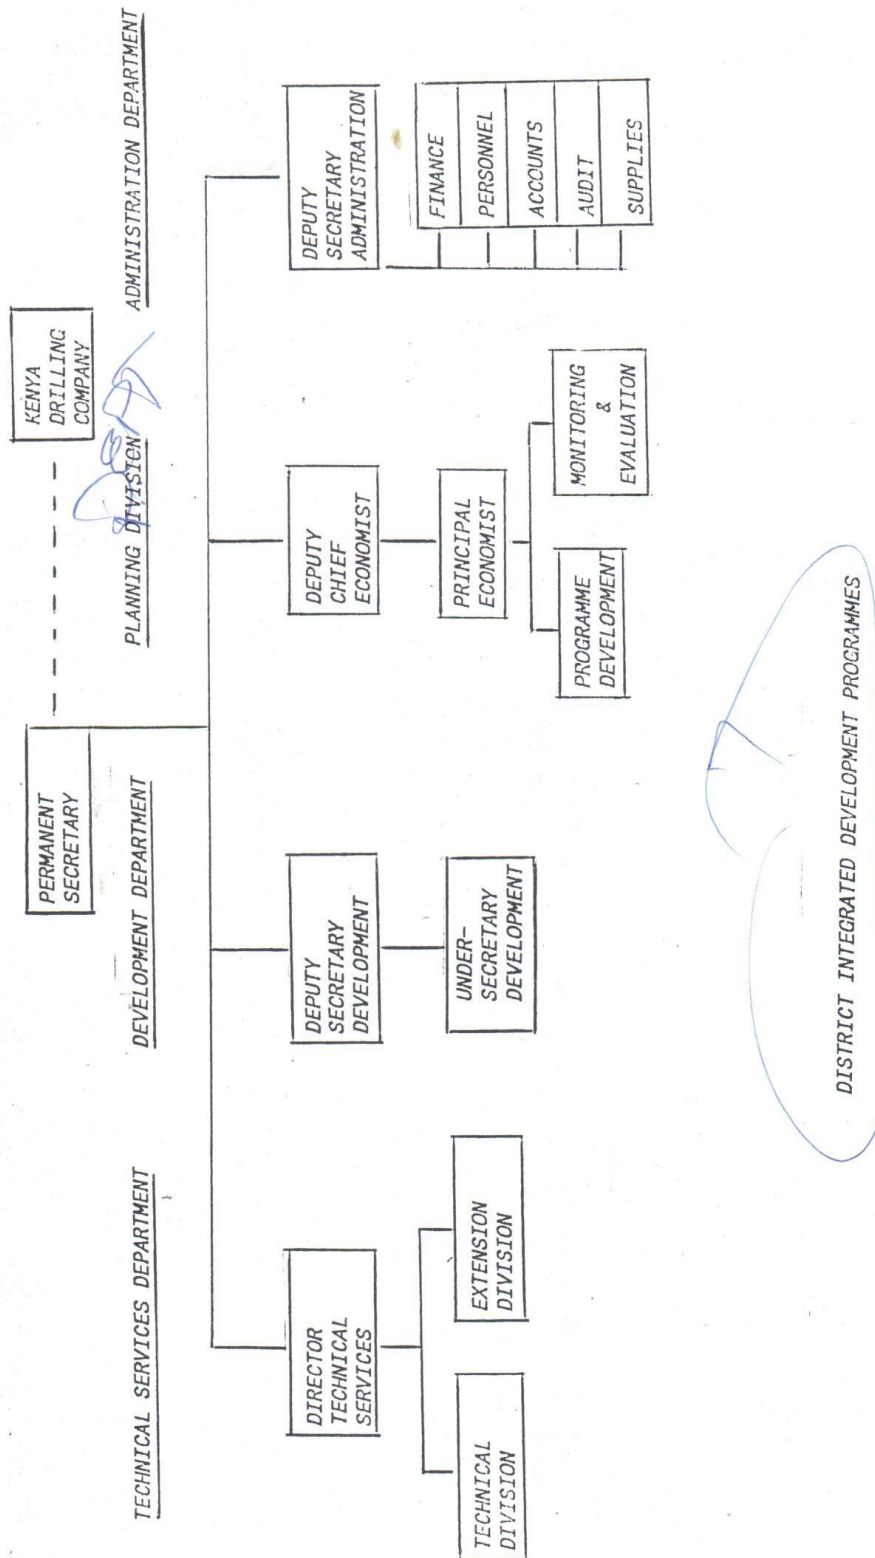 PERMANENT
SECRETARY
KENYA
DRILLING
COMPANY
TECHNICAL SERVICES DEPARTMENT
DEVELOPMENT DEPARTMENT
PLANNING DIVISION
ADMINISTRATION DEPARTMENT
DIRECTOR
TECHNICAL
SERVICES
DEPUTY
SECRETARY
DEVELOPMENT
DEPUTY
CHIEF
ECONOMIST
DEPUTY
SECRETARY
ADMINISTRATION
TECHNICAL
DIVISION
EXTENSION
DIVISION
UNDER-
SECRETARY
DEVELOPMENT
PRINCIPAL
ECONOMIST
PROGRAMME
DEVELOPMENT
MONITORING
&
EVALUATION
FINANCE
PERSONNEL
ACCOUNTS
AUDIT
SUPPLIES
DISTRICT INTEGRATED DEVELOPMENT PROGRAMMES